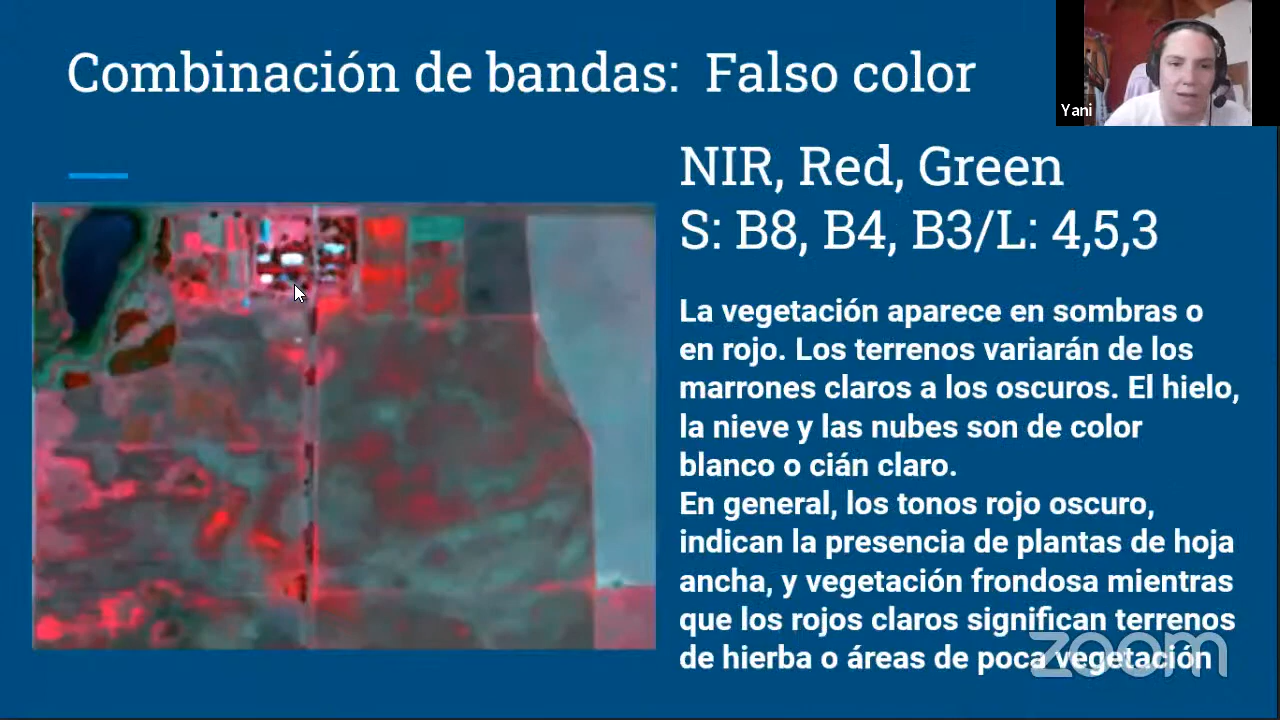 Combinación de bandas: Falso color
Yani
NIR, Red, Green
S: B8, B4, B3/L: 4,5,3
La vegetación aparece en sombras o
en rojo. Los terrenos variarán de los
marrones claros a los oscuros. El hielo,
la nieve y las nubes son de color
blanco o cián claro.
En general, los tonos rojo oscuro,
indican la presencia de plantas de hoja
ancha, y vegetación frondosa mientras
que los rojos claros significan terrenos
de hierba o áreas de poca vegetación
zoom